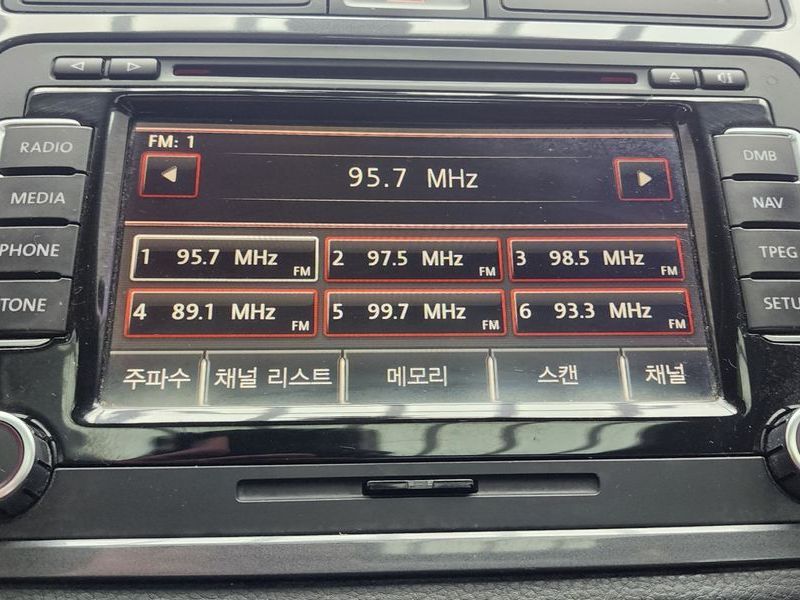 RADIO
MEDIA
PHONE
TONE
FM: 1
95.7 MHz
1 95.7 MHz FM
2 97.5 MHz FM
3 98.5 MHz FM
4 89.1 MHz FM
5 99.7 MHz FM
6 93.3 MHz FM
주파수
채널 리스트
메모리
스캔
채널
DMB
NAV
TPEG
SETU